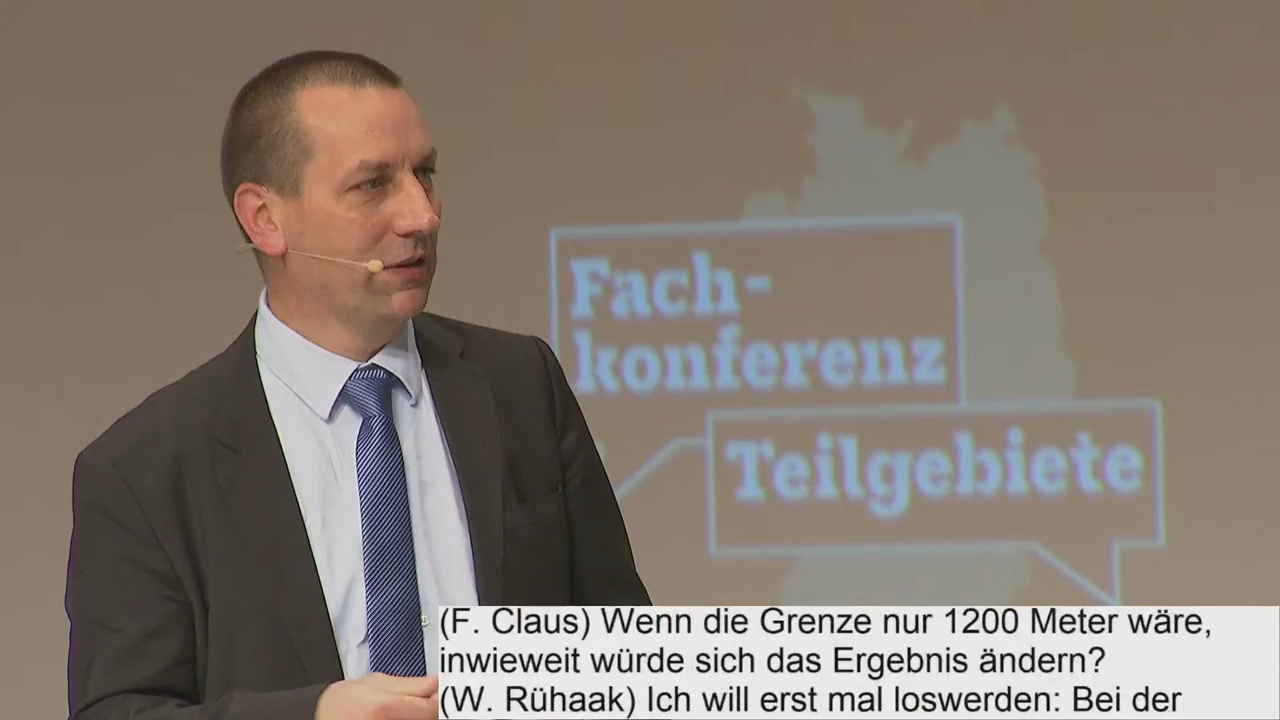 Fach-
konferenz
Teilgebiete
(F. Claus) Wenn die Grenze nur 1200 Meter wäre,
inwieweit würde sich das Ergebnis ändern?
(W. Rühaak) Ich will erst mal loswerden: Bei der